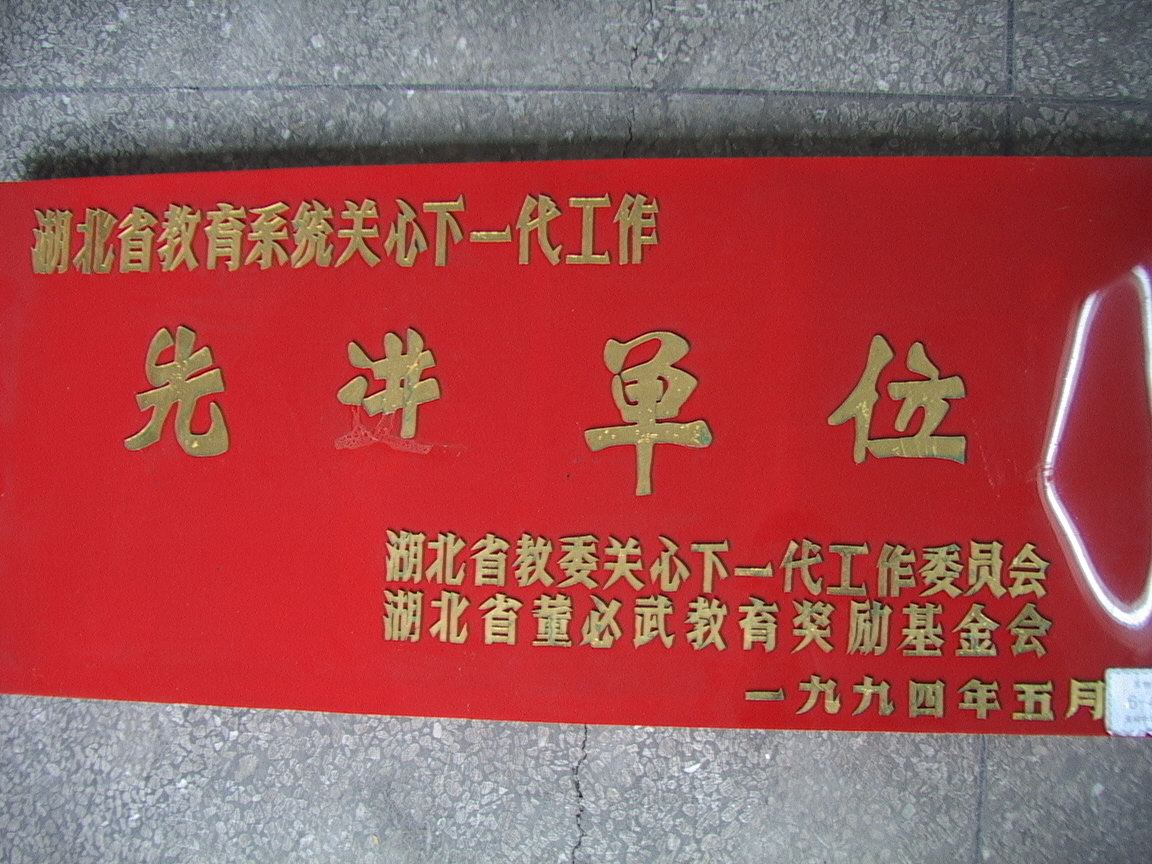 湖北省教育系统关心下一代工作
先进单位
湖北省教委关心下一代工作委员会
湖北省董必武教育奖励基金会
一九九四年五月